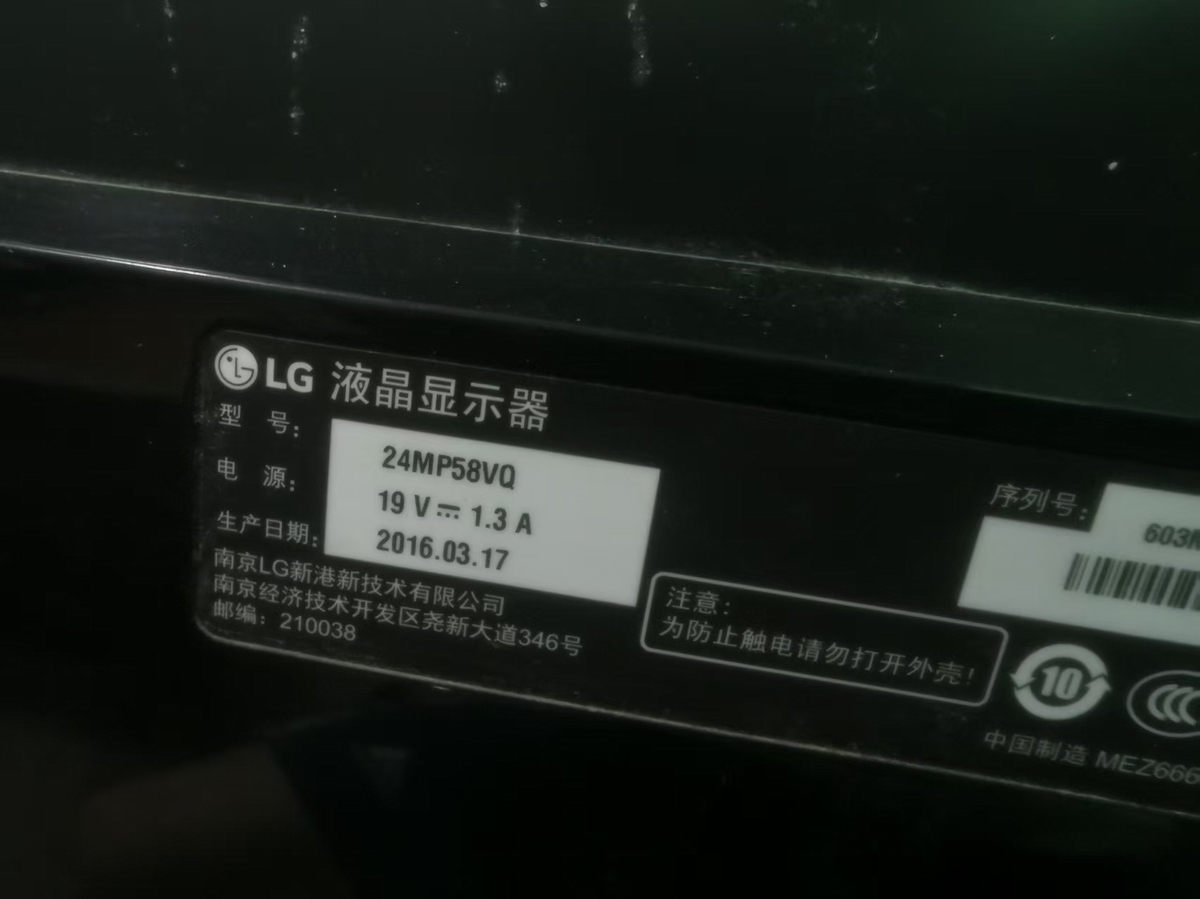 LG 液晶显示器
型 号: 24MP58VQ
电 源: 19 V⎓ 1.3 A
生产日期: 2016.03.17
南京LG新港新技术有限公司
南京经济技术开发区尧新大道346号
邮编: 210038
注意:
为防止触电请勿打开外壳!
序列号:
603
10
中国制造 MEZ666